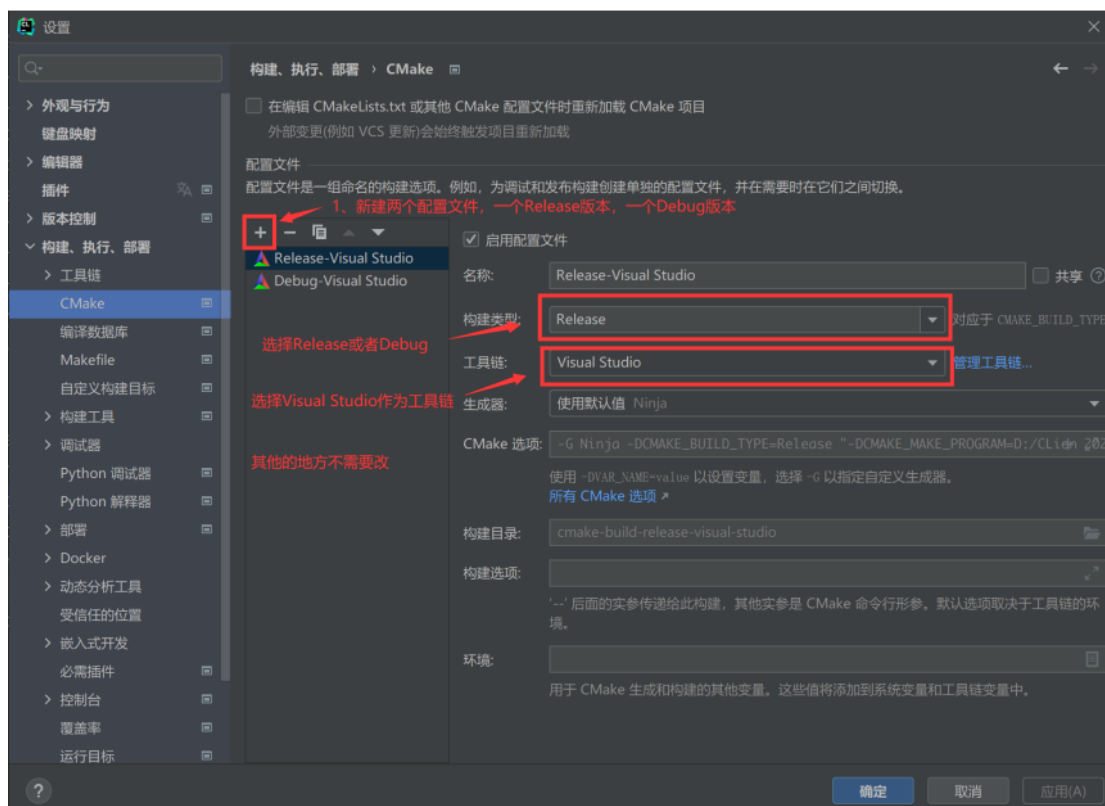 设置
构建、执行、部署 › CMake
外观与行为
键盘映射
编辑器
插件
版本控制
构建、执行、部署
工具链
CMake
编译数据库
Makefile
自定义构建目标
构建工具
调试器
Python 调试器
Python 解释器
部署
Docker
动态分析工具
受信任的位置
嵌入式开发
必需插件
控制台
覆盖率
运行目标
在编辑 CMakeLists.txt 或其他 CMake 配置文件时重新加载 CMake 项目
外部变更(例如 VCS 更新)会始终触发项目重新加载
配置文件
配置文件是一组命名的构建选项。例如，为调试和发布构建创建单独的配置文件，并在需要时在它们之间切换。
1、新建两个配置文件，一个Release版本，一个Debug版本
Release-Visual Studio
Debug-Visual Studio
选择Release或者Debug
选择Visual Studio作为工具链
其他的地方不需要改
启用配置文件
名称: Release-Visual Studio 共享
构建类型: Release 对应于 CMAKE_BUILD_TYPE
工具链: Visual Studio 管理工具链...
生成器: 使用默认值 Ninja
CMake 选项: -G Ninja -DCMAKE_BUILD_TYPE=Release "-DCMAKE_MAKE_PROGRAM=D:/CLion 202
使用 -DVAR_NAME=value 以设置变量，选择 -G 以指定自定义生成器。
所有 CMake 选项
构建目录: cmake-build-release-visual-studio
构建选项:
'--' 后面的实参传递给此构建，其他实参是 CMake 命令行形参。默认选项取决于工具链的环
境。
环境:
用于 CMake 生成和构建的其他变量。这些值将添加到系统变量和工具链变量中。
? 确定 取消 应用(A)